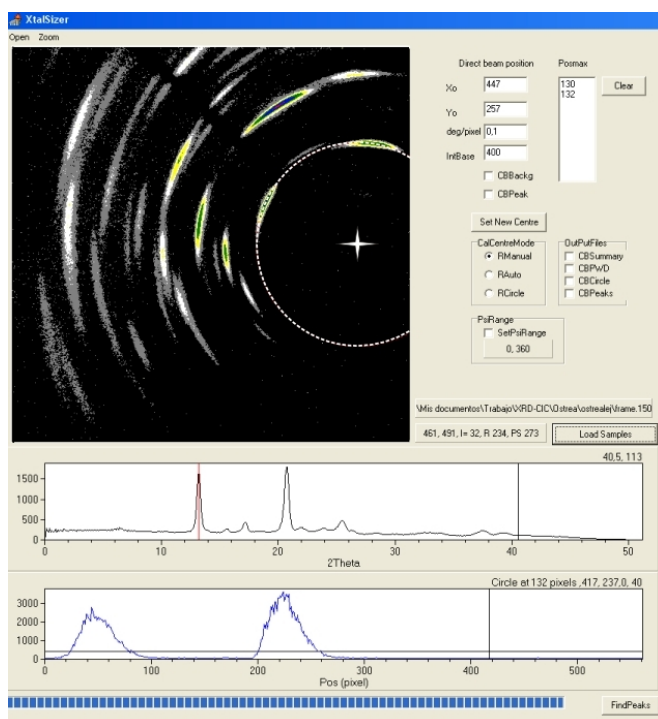 XtalSizer
Open Zoom
Direct beam position
Posmax
Xo 447
Yo 257
deg/pixel 0,1
IntBase 400
130
132
Clear
CBBackg
CBPeak
Set New Centre
CalCentreMode
RManual
RAuto
RCircle
OutPutFiles
CBSummary
CBPWD
CBCircle
CBPeaks
PsiRange
SetPsiRange
0, 360
\Mis documentos\Trabajo\XRD-CIC\Ostrea\ostrealej\frame.150
461, 491, I= 32, R 234, PS 273
Load Samples
40,5, 113
1500
1000
500
0
0 10 20 30 40 50
2Theta
Circle at 132 pixels ,417, 237,0, 40
3000
2000
1000
0
0 100 200 300 400 500
Pos (pixel)
FindPeaks